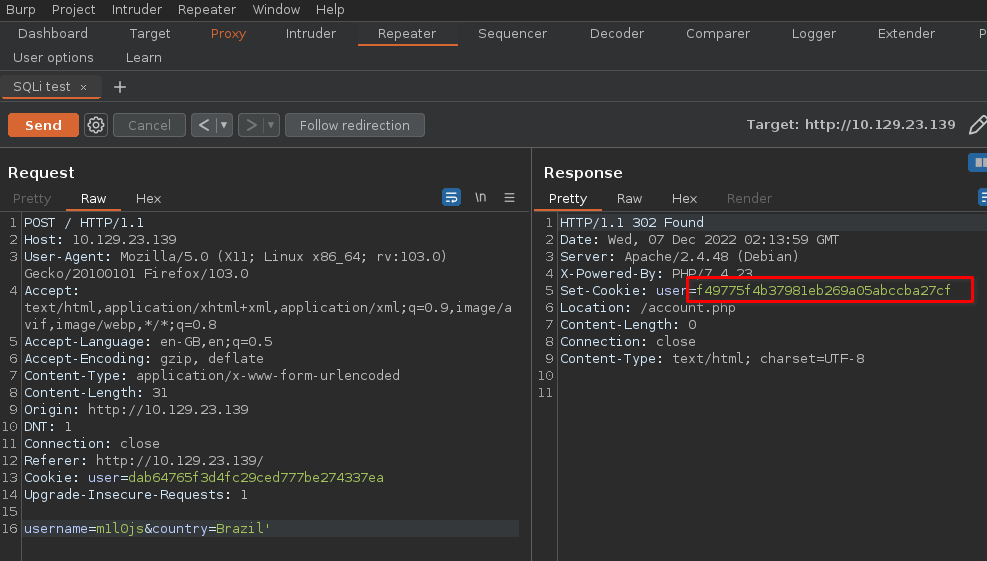 Burp Project Intruder Repeater Window Help
Dashboard Target Proxy Intruder Repeater Sequencer Decoder Comparer Logger Extender P
User options Learn
SQLi test × +
Send Cancel < ▾ > ▾ Follow redirection Target: http://10.129.23.139
Request
Pretty Raw Hex \n
1 POST / HTTP/1.1
2 Host: 10.129.23.139
3 User-Agent: Mozilla/5.0 (X11; Linux x86_64; rv:103.0)
Gecko/20100101 Firefox/103.0
4 Accept:
text/html,application/xhtml+xml,application/xml;q=0.9,image/a
vif,image/webp,*/*;q=0.8
5 Accept-Language: en-GB,en;q=0.5
6 Accept-Encoding: gzip, deflate
7 Content-Type: application/x-www-form-urlencoded
8 Content-Length: 31
9 Origin: http://10.129.23.139
10 DNT: 1
11 Connection: close
12 Referer: http://10.129.23.139/
13 Cookie: user=dab64765f3d4fc29ced777be274337ea
14 Upgrade-Insecure-Requests: 1
15
16 username=m1l0js&country=Brazil'
Response
Pretty Raw Hex Render
1 HTTP/1.1 302 Found
2 Date: Wed, 07 Dec 2022 02:13:59 GMT
3 Server: Apache/2.4.48 (Debian)
4 X-Powered-By: PHP/7.4.23
5 Set-Cookie: user=f49775f4b37981eb269a05abccba27cf
6 Location: /account.php
7 Content-Length: 0
8 Connection: close
9 Content-Type: text/html; charset=UTF-8
10
11